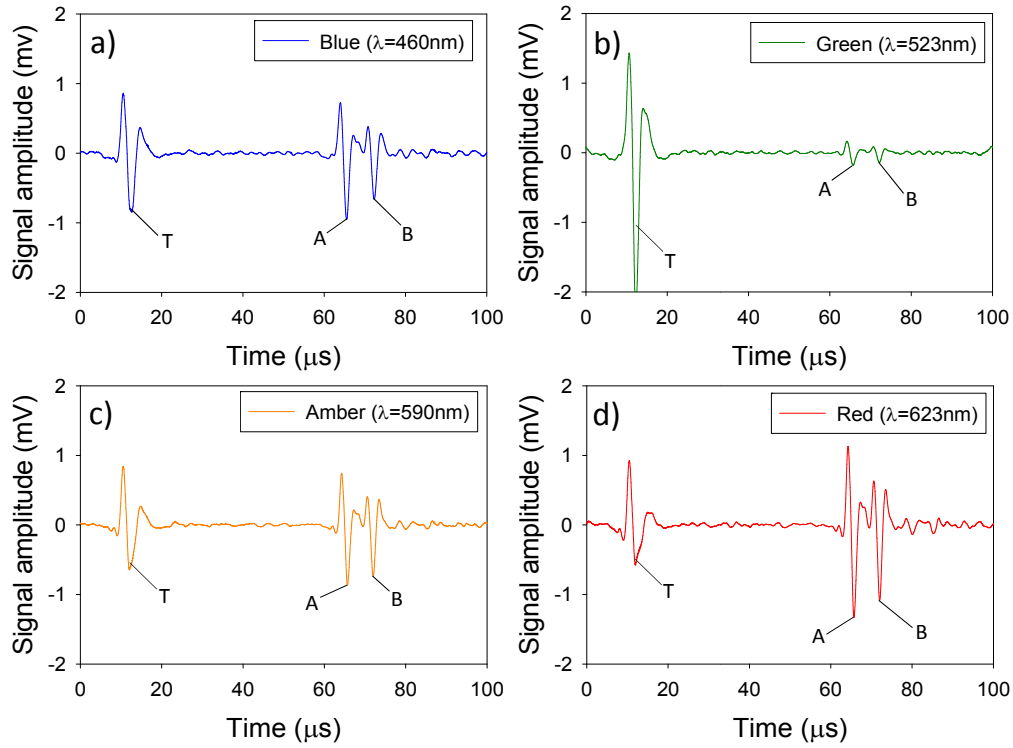 a)
Blue (λ=460nm)
Signal amplitude (mv)
2
1
0
-1
-2
T
A
B
0 20 40 60 80 100
Time (μs)
b)
Green (λ=523nm)
Signal amplitude (mV)
2
1
0
-1
-2
T
A
B
0 20 40 60 80 100
Time (μs)
c)
Amber (λ=590nm)
Signal amplitude (mV)
2
1
0
-1
-2
T
A
B
0 20 40 60 80 100
Time (μs)
d)
Red (λ=623nm)
Signal amplitude (mV)
2
1
0
-1
-2
T
A
B
0 20 40 60 80 100
Time (μs)